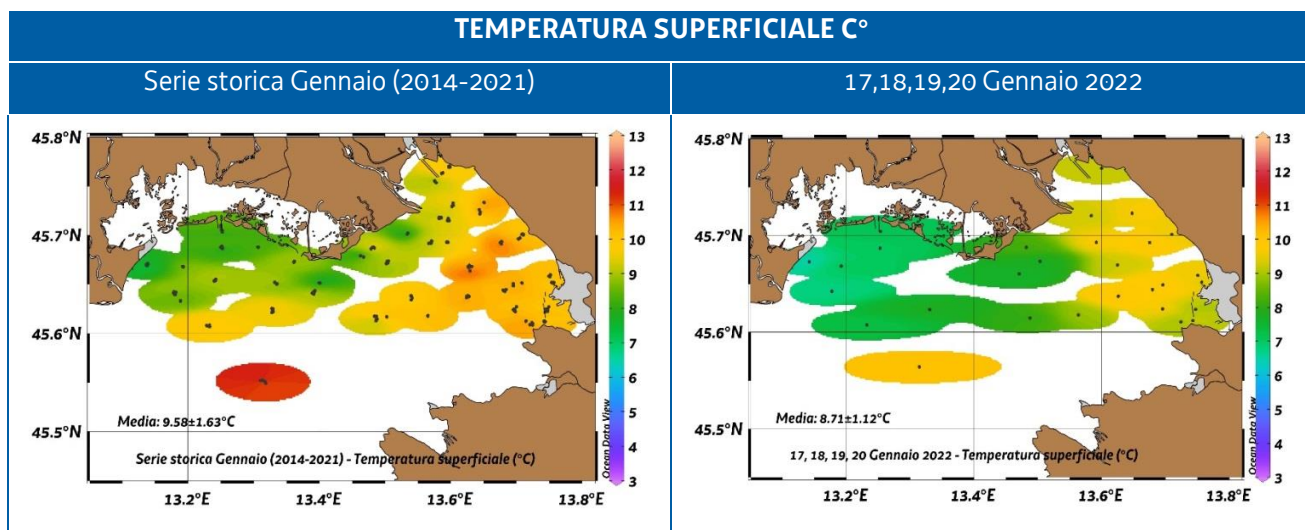 TEMPERATURA SUPERFICIALE C°
Serie storica Gennaio (2014-2021)
17,18,19,20 Gennaio 2022
45.8°N
45.7°N
45.6°N
45.5°N
13.2°E
13.4°E
13.6°E
13.8°E
Media: 9.58±1.63°C
Serie storica Gennaio (2014-2021) - Temperatura superficiale (°C)
Ocean Data View
13
12
11
10
9
8
7
6
5
4
3
45.8°N
45.7°N
45.6°N
45.5°N
13.2°E
13.4°E
13.6°E
13.8°E
Media: 8.71±1.12°C
17, 18, 19, 20 Gennaio 2022 - Temperatura superficiale (°C)
Ocean Data View
13
12
11
10
9
8
7
6
5
4
3